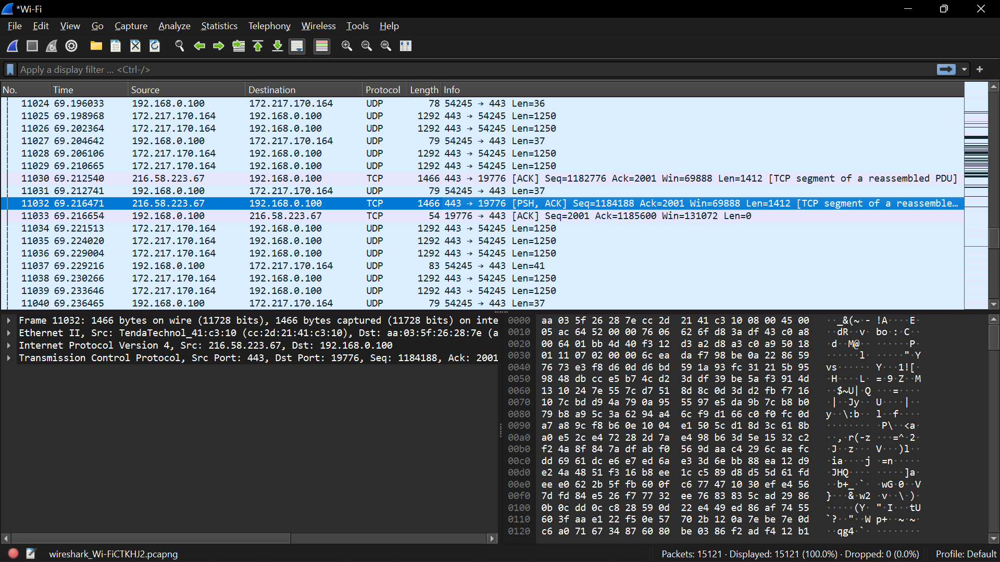 *Wi-Fi
File Edit View Go Capture Analyze Statistics Telephony Wireless Tools Help
Apply a display filter ... <Ctrl-/>
No. Time Source Destination Protocol Length Info
11024 69.196033 192.168.0.100 172.217.170.164 UDP 78 54245 → 443 Len=36
11025 69.198968 172.217.170.164 192.168.0.100 UDP 1292 443 → 54245 Len=1250
11026 69.202364 172.217.170.164 192.168.0.100 UDP 1292 443 → 54245 Len=1250
11027 69.204642 192.168.0.100 172.217.170.164 UDP 79 54245 → 443 Len=37
11028 69.206106 172.217.170.164 192.168.0.100 UDP 1292 443 → 54245 Len=1250
11029 69.210665 172.217.170.164 192.168.0.100 UDP 1292 443 → 54245 Len=1250
11030 69.212540 216.58.223.67 192.168.0.100 TCP 1466 443 → 19776 [ACK] Seq=1182776 Ack=2001 Win=69888 Len=1412 [TCP segment of a reassembled PDU]
11031 69.212741 192.168.0.100 172.217.170.164 UDP 79 54245 → 443 Len=37
11032 69.216471 216.58.223.67 192.168.0.100 TCP 1466 443 → 19776 [PSH, ACK] Seq=1184188 Ack=2001 Win=69888 Len=1412 [TCP segment of a reassemble…
11033 69.216654 192.168.0.100 216.58.223.67 TCP 54 19776 → 443 [ACK] Seq=2001 Ack=1185600 Win=131072 Len=0
11034 69.221513 172.217.170.164 192.168.0.100 UDP 1292 443 → 54245 Len=1250
11035 69.224020 172.217.170.164 192.168.0.100 UDP 1292 443 → 54245 Len=1250
11036 69.229004 172.217.170.164 192.168.0.100 UDP 1292 443 → 54245 Len=1250
11037 69.229216 192.168.0.100 172.217.170.164 UDP 83 54245 → 443 Len=41
11038 69.230266 172.217.170.164 192.168.0.100 UDP 1292 443 → 54245 Len=1250
11039 69.233646 172.217.170.164 192.168.0.100 UDP 1292 443 → 54245 Len=1250
11040 69.236465 192.168.0.100 172.217.170.164 UDP 79 54245 → 443 Len=37
Frame 11032: 1466 bytes on wire (11728 bits), 1466 bytes captured (11728 bits) on inte
Ethernet II, Src: TendaTechnol_41:c3:10 (cc:2d:21:41:c3:10), Dst: aa:03:5f:26:28:7e (a
Internet Protocol Version 4, Src: 216.58.223.67, Dst: 192.168.0.100
Transmission Control Protocol, Src Port: 443, Dst Port: 19776, Seq: 1184188, Ack: 2001
0000 aa 03 5f 26 28 7e cc 2d 21 41 c3 10 08 00 45 00 ··_&(~·- !A····E·
0010 05 ac 64 52 00 00 76 06 62 6f d8 3a df 43 c0 a8 ··dR··v· bo·:·C··
0020 00 64 01 bb 4d 40 f3 12 d3 a2 d8 a3 c0 a9 50 18 ·d··M@·· ······P·
0030 01 11 07 02 00 00 6c ea da f7 98 be 0a 22 86 59 ······l· ·····"·Y
0040 76 73 e3 f8 d6 0d d6 bd 59 1a 93 fc 31 21 5b 95 vs······ Y···1![·
0050 98 48 db cc e5 b7 4c d2 3d df 39 be 5a f3 91 4d ·H····L· =·9·Z··M
0060 13 10 24 7e 55 7c d7 51 8d 8c 0d 3d d2 fb f7 16 ··$~U|·Q ···=····
0070 10 7c bd d9 4a 79 0a 95 55 97 e5 da 9b 7c b8 b0 ·|··Jy·· U····|··
0080 79 b8 a9 5c 3a 62 94 a4 6c f9 d1 66 c0 f0 fc 0d y··\:b·· l··f····
0090 a7 a8 9c f8 b6 0e 10 04 e1 50 5c d1 8d 3c 61 8b ········ ·P\··<a·
00a0 a0 e5 2c e4 72 28 2d 7a e4 98 b6 3d 5e 15 32 c2 ··,·r(-z ···=^·2·
00b0 f2 4a 8f 84 7a df ab f0 56 9d aa c4 29 6c ae fc ·J··z··· V···)l··
00c0 dd 69 61 dc e6 e7 ed 6a e3 3d 6e bb 88 ea 12 d9 ·ia····j ·=n·····
00d0 e2 4a 48 51 f3 16 b8 ee 1c c5 89 d8 d5 5d 61 fd ·JHQ···· ·····]a·
00e0 ee e0 62 2b 5f fb 60 0f c6 77 47 10 30 ef e4 56 ··b+_·`· ·wG·0··V
00f0 7d fd 84 e5 26 f7 77 32 ee 76 83 83 5c ad 29 86 }···&·w2 ·v··\·)·
0100 0b 0c dd 0c c8 28 59 0d 22 e4 49 ed 86 af 74 55 ·····(Y· "·I···tU
0110 60 3f aa e1 22 f5 0e 57 70 2b 12 0a 7e be 7e 0d `?··"··W p+··~·~·
0120 c6 a0 71 67 34 87 60 80 be 03 86 f2 ad f4 12 b1 ··qg4·`· ········
wireshark_Wi-FiCTKHJ2.pcapng Packets: 15121 · Displayed: 15121 (100.0%) · Dropped: 0 (0.0%) Profile: Default